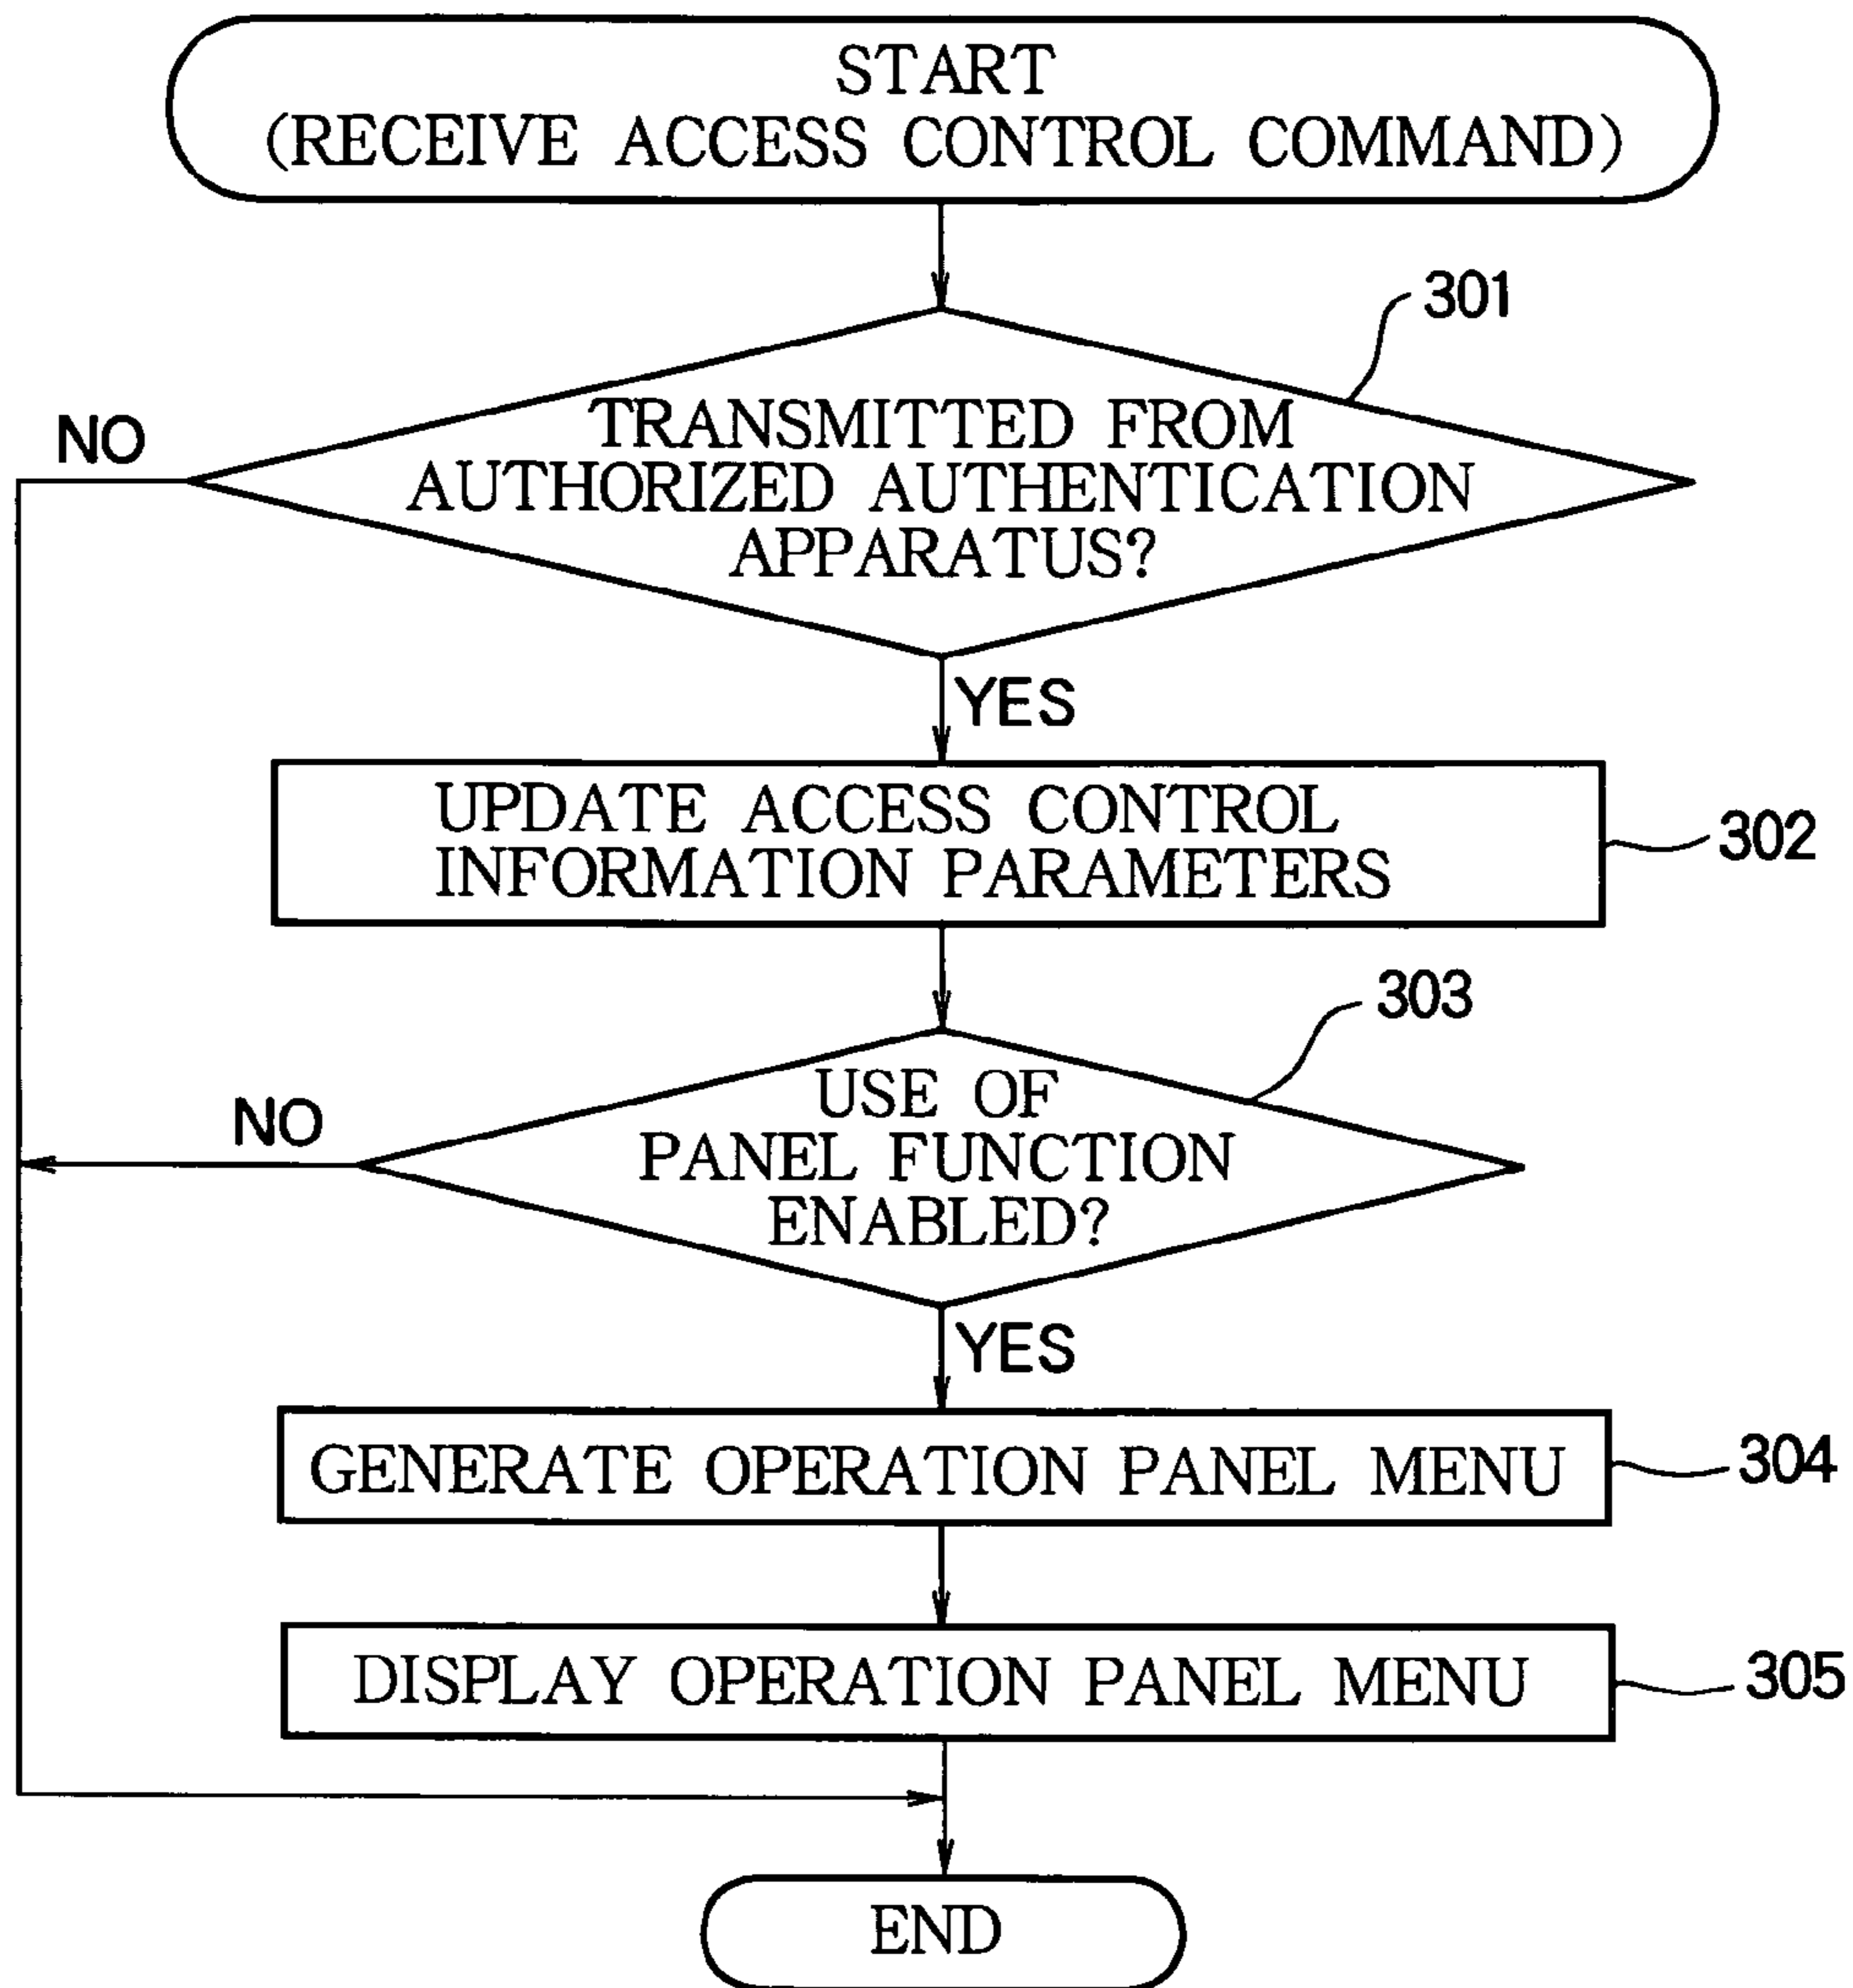 START
(RECEIVE ACCESS CONTROL COMMAND)
301
NO
TRANSMITTED FROM
AUTHORIZED AUTHENTICATION
APPARATUS?
YES
UPDATE ACCESS CONTROL
INFORMATION PARAMETERS
302
303
NO
USE OF
PANEL FUNCTION
ENABLED?
YES
GENERATE OPERATION PANEL MENU
304
DISPLAY OPERATION PANEL MENU
305
END